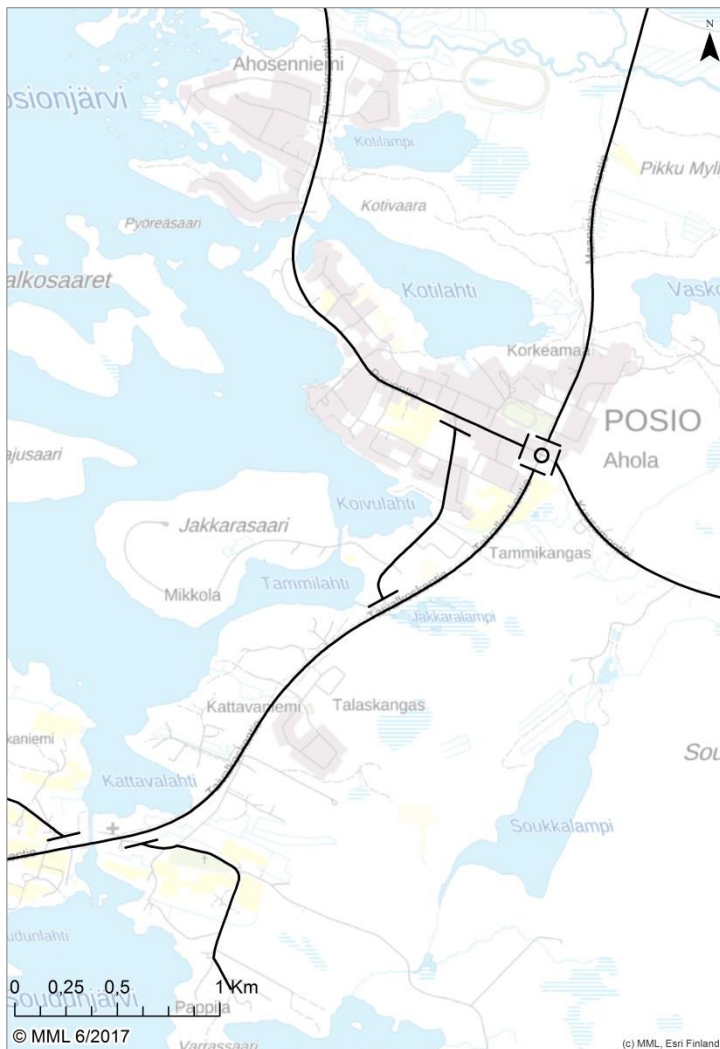 N
Ahosenniemi
osionjärvi
Kotilampi
Pikku Myll
Kotivaara
Pyöreasaari
alkosaaret
Kotilahti
Vasko
Korkeamaa
POSIO
Ahola
ajusaari
Koivulahti
Jakkarasaari
Tammikangas
Tammilahti
Mikkola
Jakkaralampi
Kattavaniemi
Talaskangas
kaniemi
Sou
Kattavalahti
Soukkalampi
udunlahti
0 0,25 0,5 1 Km
Soudunjärvi
Pappila
© MML 6/2017
Varrassaari
(c) MML, Esri Finland